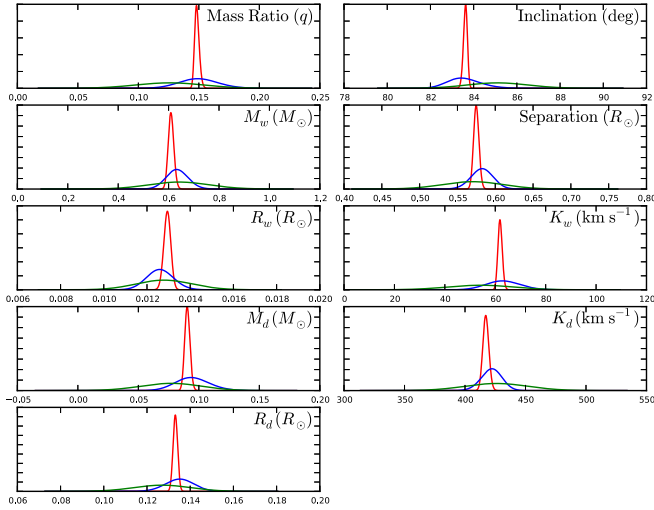 Mass Ratio (q)
0.00 0.05 0.10 0.15 0.20 0.25
Inclination (deg)
78 80 82 84 86 88 90 92
M_w (M_⊙)
0.0 0.2 0.4 0.6 0.8 1.0 1.2
Separation (R_⊙)
0.40 0.45 0.50 0.55 0.60 0.65 0.70 0.75 0.80
R_w (R_⊙)
0.006 0.008 0.010 0.012 0.014 0.016 0.018 0.020
K_w (km s⁻¹)
0 20 40 60 80 100 120
M_d (M_⊙)
−0.05 0.00 0.05 0.10 0.15 0.20
K_d (km s⁻¹)
300 350 400 450 500 550
R_d (R_⊙)
0.06 0.08 0.10 0.12 0.14 0.16 0.18 0.20